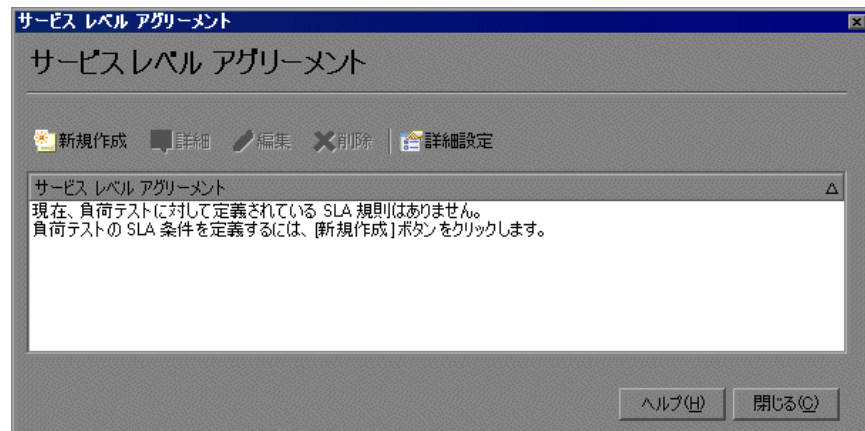 サービス レベル アグリーメント
サービス レベル アグリーメント
新規作成 詳細 編集 削除 詳細設定
サービス レベル アグリーメント
現在、負荷テストに対して定義されている SLA 規則はありません。
負荷テストの SLA 条件を定義するには、[新規作成]ボタンをクリックします。
ヘルプ(H) 閉じる(C)